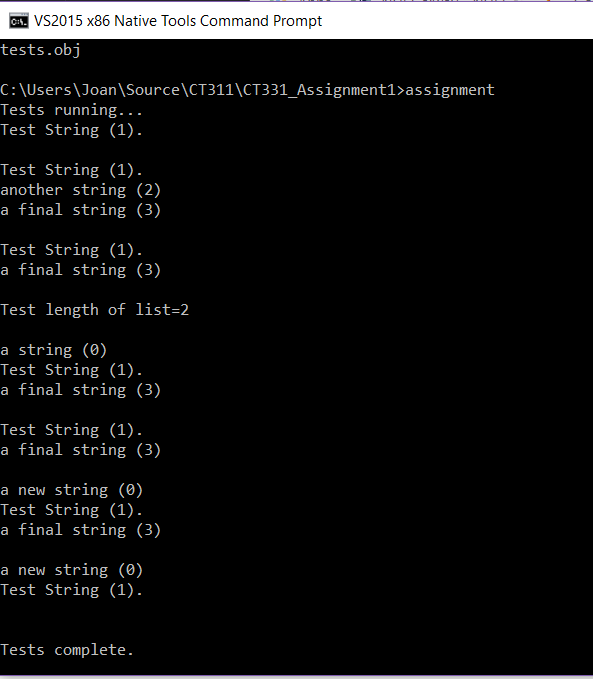 VS2015 x86 Native Tools Command Prompt
tests.obj
C:\Users\Joan\Source\CT311\CT331_Assignment1>assignment
Tests running...
Test String (1).
Test String (1).
another string (2)
a final string (3)
Test String (1).
a final string (3)
Test length of list=2
a string (0)
Test String (1).
a final string (3)
Test String (1).
a final string (3)
a new string (0)
Test String (1).
a final string (3)
a new string (0)
Test String (1).
Tests complete.